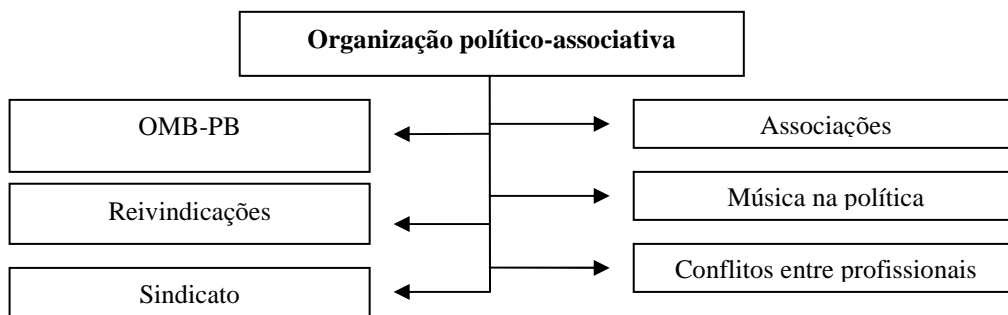 Organização político-associativa
OMB-PB
Associações
Reivindicações
Música na política
Sindicato
Conflitos entre profissionais